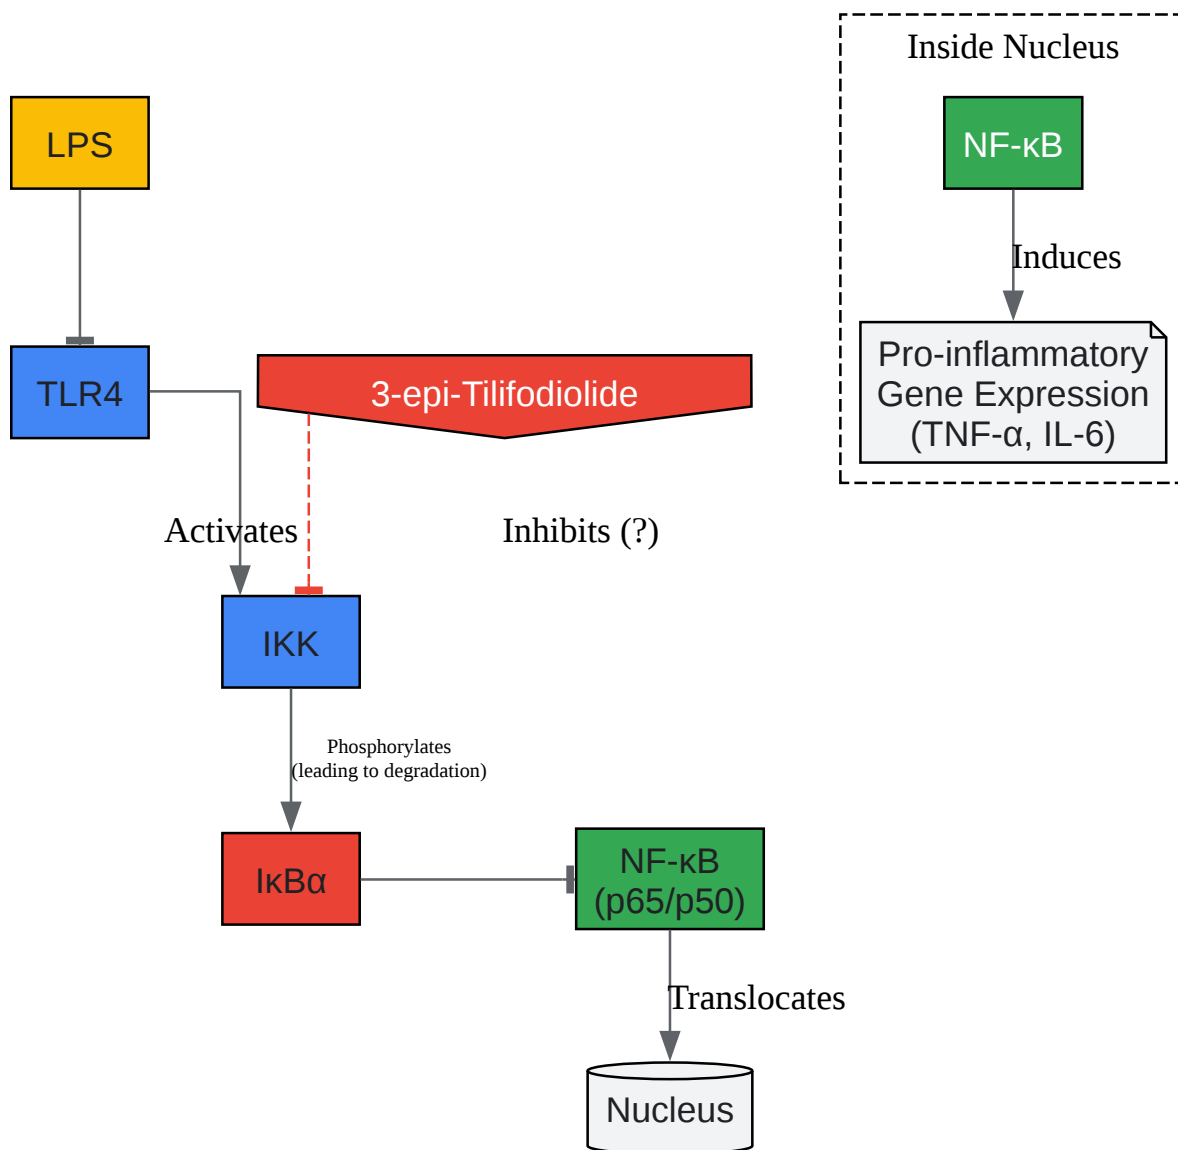 Inside Nucleus
LPS
NF-κB
Induces
TLR4
3-epi-Tilifodiolide
Pro-inflammatory
Gene Expression
(TNF-α, IL-6)
Activates
Inhibits (?)
IKK
Phosphorylates
(leading to degradation)
IκBα
NF-κB
(p65/p50)
Translocates
Nucleus